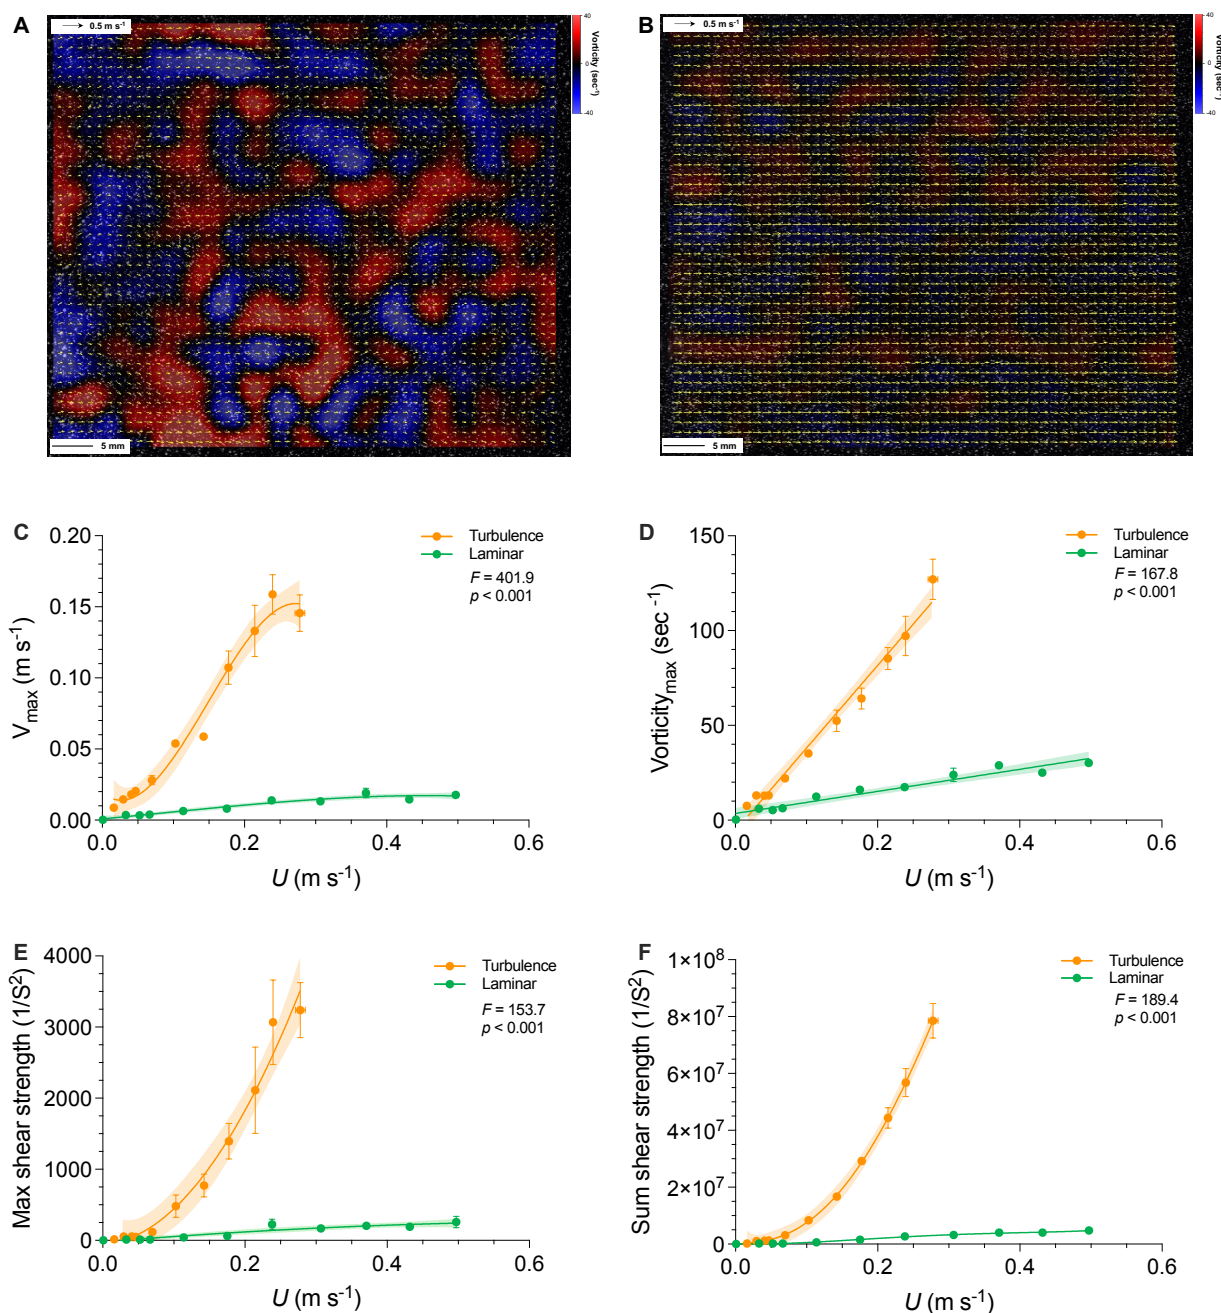 A
0.5 m s-1
40
0
-40
Vorticity (sec-1)
5 mm
B
0.5 m s-1
40
0
-40
Vorticity (sec-1)
5 mm
C
0.20
0.15
0.10
0.05
0.00
Vmax (m s-1)
0.0 0.2 0.4 0.6
U (m s-1)
Turbulence
Laminar
F = 401.9
p < 0.001
D
150
100
50
0
Vorticitymax (sec-1)
0.0 0.2 0.4 0.6
U (m s-1)
Turbulence
Laminar
F = 167.8
p < 0.001
E
4000
3000
2000
1000
0
Max shear strength (1/S2)
0.0 0.2 0.4 0.6
U (m s-1)
Turbulence
Laminar
F = 153.7
p < 0.001
F
1×108
8×107
6×107
4×107
2×107
0
Sum shear strength (1/S2)
0.0 0.2 0.4 0.6
U (m s-1)
Turbulence
Laminar
F = 189.4
p < 0.001